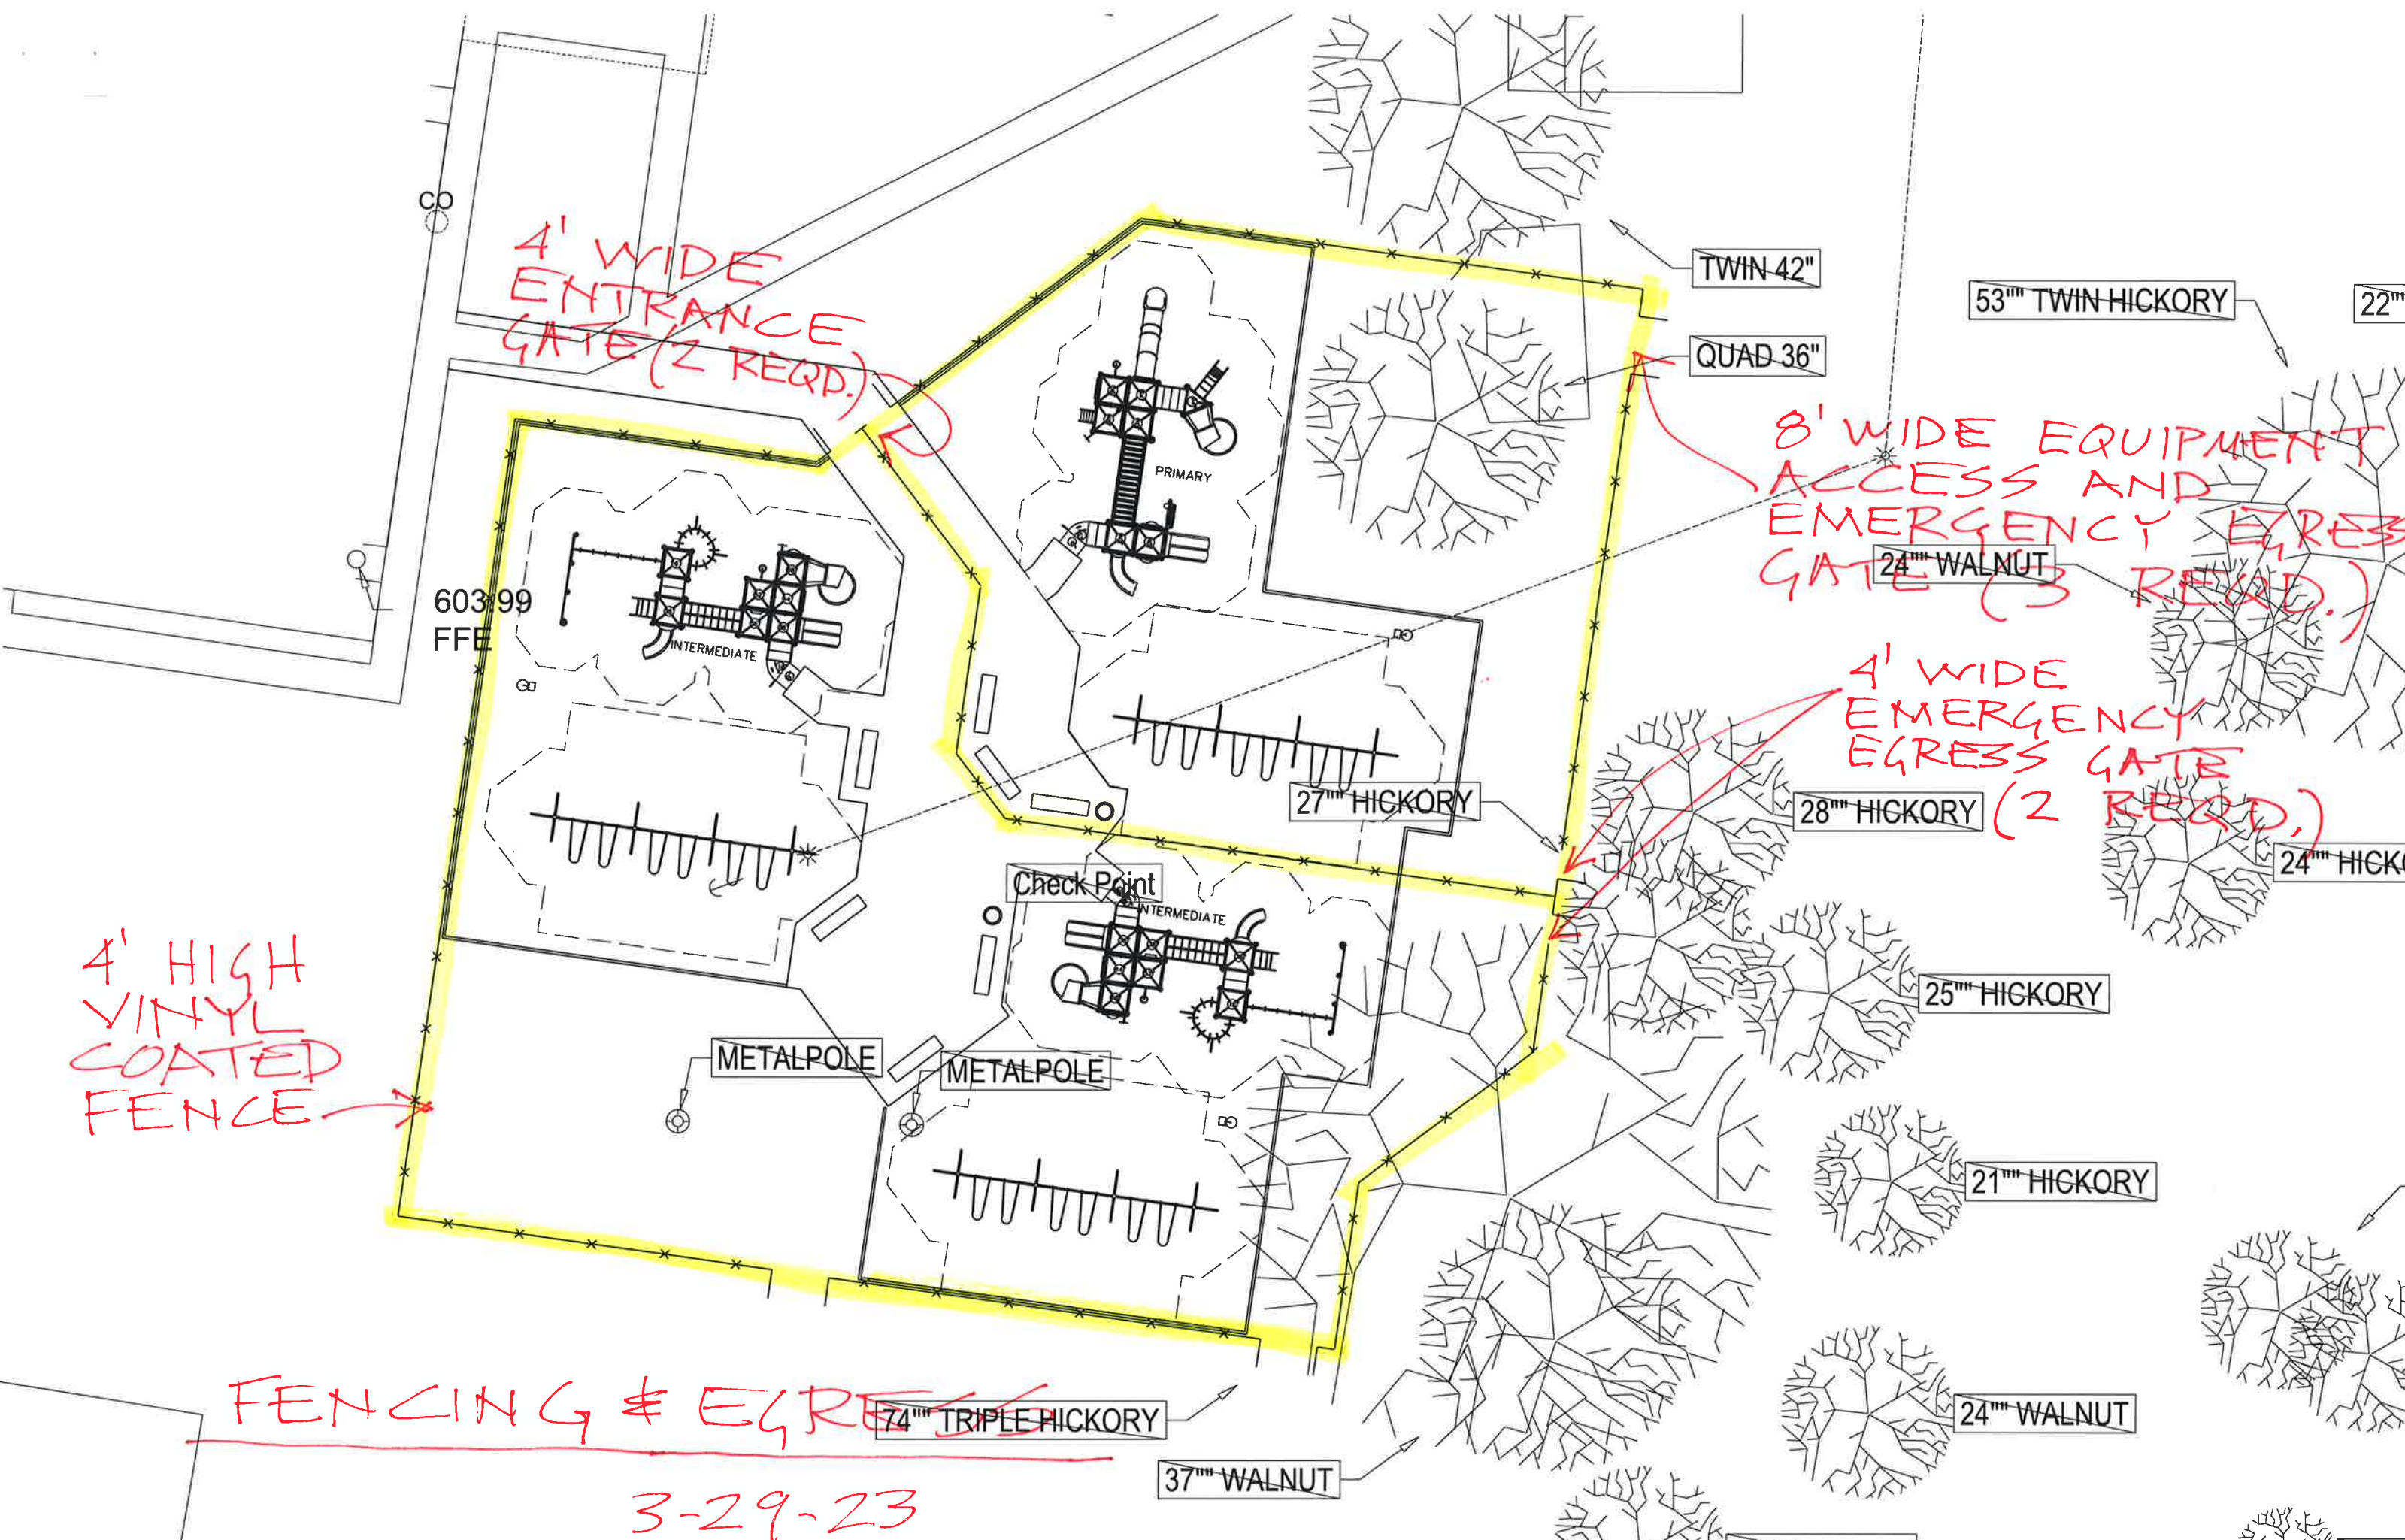 CO
4' WIDE
ENTRANCE
GATE (2 REQD.)
TWIN 42"
53"" TWIN HICKORY
22""
QUAD 36"
PRIMARY
8' WIDE EQUIPMENT
ACCESS AND
EMERGENCY EGRESS
GATE (3 REQD.)
24"" WALNUT
603.99
FFE
INTERMEDIATE
4' WIDE
EMERGENCY
EGRESS GATE
(2 REQD.)
27"" HICKORY
28"" HICKORY
24"" HICKO
Check Point
INTERMEDIATE
4' HIGH
VINYL
COATED
FENCE
25"" HICKORY
METALPOLE
METALPOLE
21"" HICKORY
FENCING & EGRESS
74"" TRIPLE HICKORY
24"" WALNUT
37"" WALNUT
3-29-23